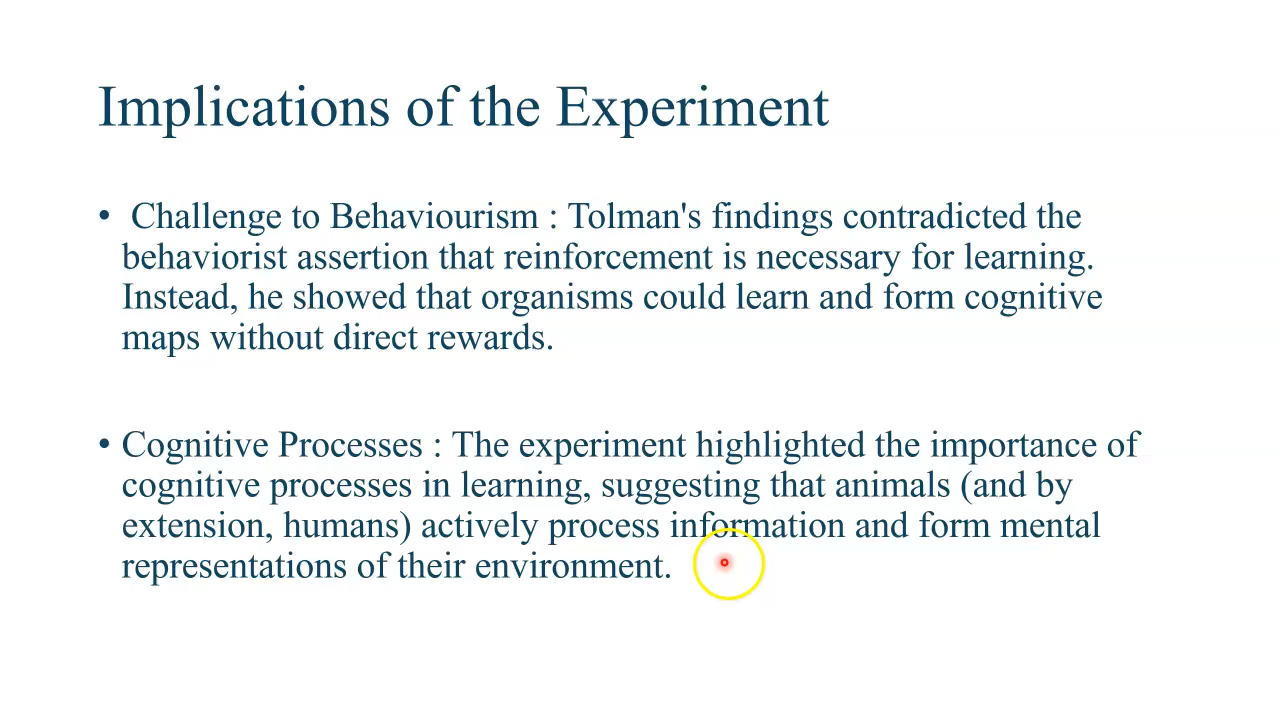 Implications of the Experiment
• Challenge to Behaviourism : Tolman's findings contradicted the
behaviorist assertion that reinforcement is necessary for learning.
Instead, he showed that organisms could learn and form cognitive
maps without direct rewards.
• Cognitive Processes : The experiment highlighted the importance of
cognitive processes in learning, suggesting that animals (and by
extension, humans) actively process information and form mental
representations of their environment.